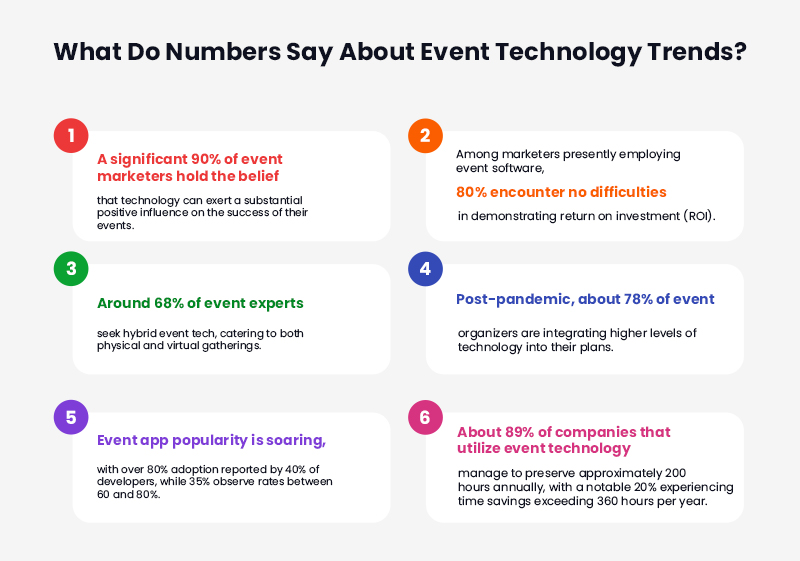 What Do Numbers Say About Event Technology Trends?
1
A significant 90% of event
marketers hold the belief
that technology can exert a substantial
positive influence on the success of their
events.
2
Among marketers presently employing
event software,
80% encounter no difficulties
in demonstrating return on investment (ROI).
3
Around 68% of event experts
seek hybrid event tech, catering to both
physical and virtual gatherings.
4
Post-pandemic, about 78% of event
organizers are integrating higher levels of
technology into their plans.
5
Event app popularity is soaring,
with over 80% adoption reported by 40% of
developers, while 35% observe rates between
60 and 80%.
6
About 89% of companies that
utilize event technology
manage to preserve approximately 200
hours annually, with a notable 20% experiencing
time savings exceeding 360 hours per year.